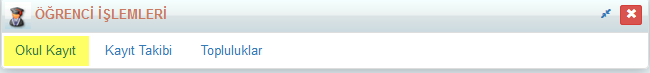 ÖĞRENCİ İŞLEMLERİ
Okul Kayıt Kayıt Takibi Topluluklar